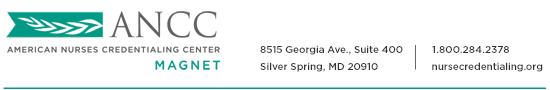 ANCC
AMERICAN NURSES CREDENTIALING CENTER
MAGNET
8515 Georgia Ave., Suite 400
Silver Spring, MD 20910
1.800.284.2378
nursecredentialing.org